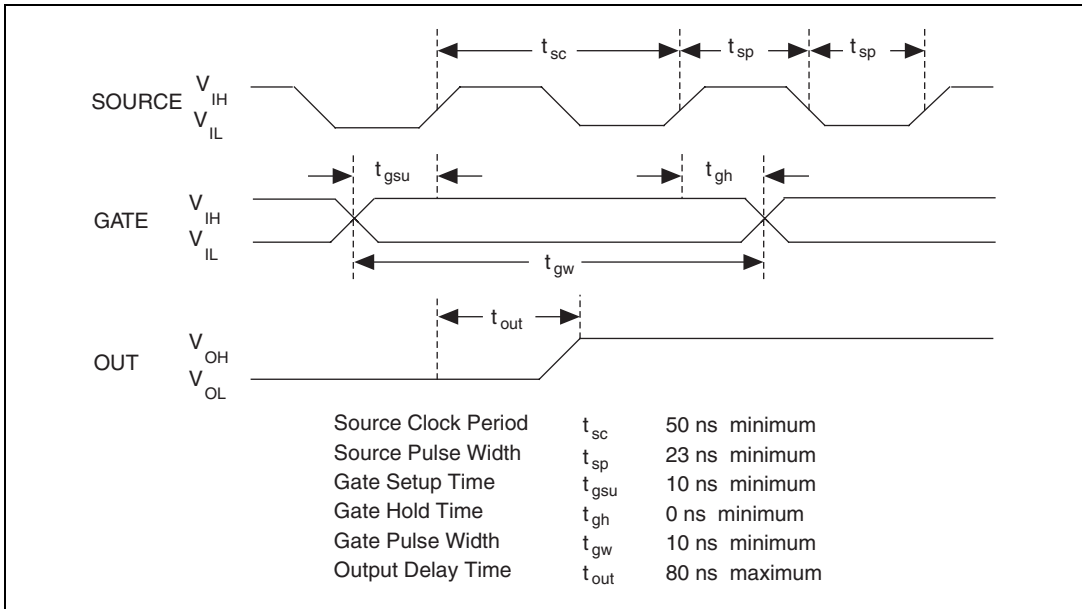 t sc t sp t sp
SOURCE V IH
V IL
t gsu t gh
GATE V IH
V IL
t gw
t out
OUT V OH
V OL
Source Clock Period t sc 50 ns minimum
Source Pulse Width t sp 23 ns minimum
Gate Setup Time t gsu 10 ns minimum
Gate Hold Time t gh 0 ns minimum
Gate Pulse Width t gw 10 ns minimum
Output Delay Time t out 80 ns maximum